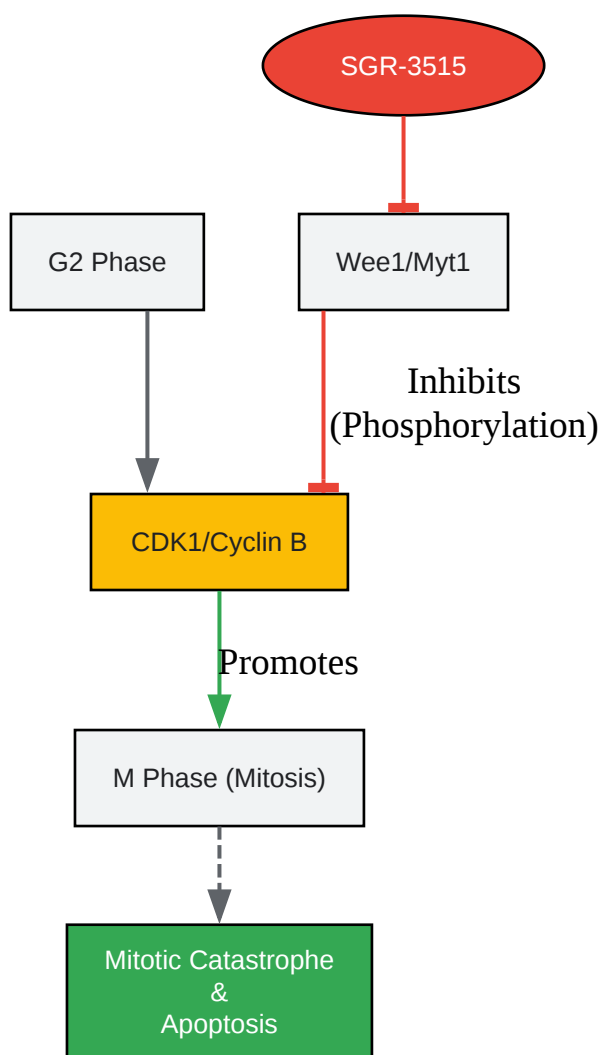 SGR-3515
G2 Phase
Wee1/Myt1
Inhibits
(Phosphorylation)
CDK1/Cyclin B
Promotes
M Phase (Mitosis)
Mitotic Catastrophe
&
Apoptosis